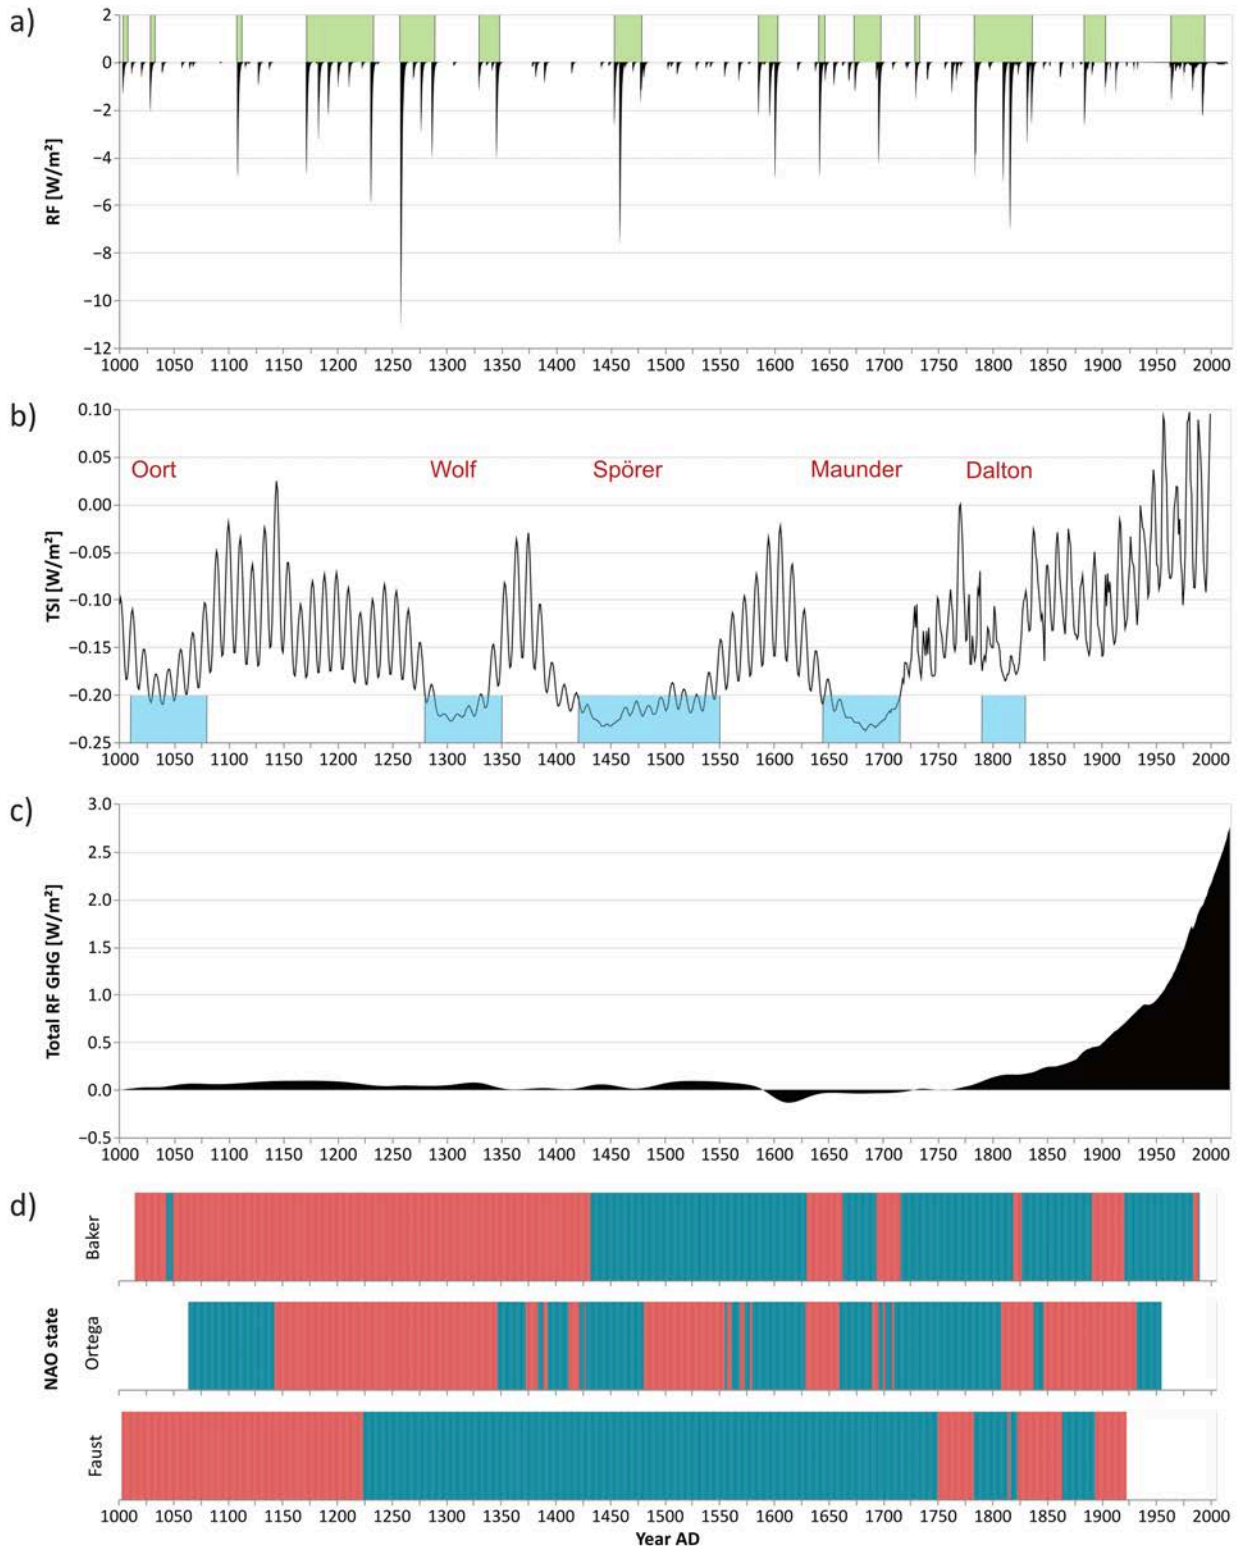 a)
RF [W/m²]
2
0
−2
−4
−6
−8
−10
−12
1000 1050 1100 1150 1200 1250 1300 1350 1400 1450 1500 1550 1600 1650 1700 1750 1800 1850 1900 1950 2000
b)
TSI [W/m²]
0.10
0.05
0.00
−0.05
−0.10
−0.15
−0.20
−0.25
Oort Wolf Spörer Maunder Dalton
1000 1050 1100 1150 1200 1250 1300 1350 1400 1450 1500 1550 1600 1650 1700 1750 1800 1850 1900 1950 2000
c)
Total RF GHG [W/m²]
3.0
2.5
2.0
1.5
1.0
0.5
0.0
−0.5
1000 1050 1100 1150 1200 1250 1300 1350 1400 1450 1500 1550 1600 1650 1700 1750 1800 1850 1900 1950 2000
d)
NAO state
Baker
Ortega
Faust
1000 1050 1100 1150 1200 1250 1300 1350 1400 1450 1500 1550 1600 1650 1700 1750 1800 1850 1900 1950 2000
Year AD